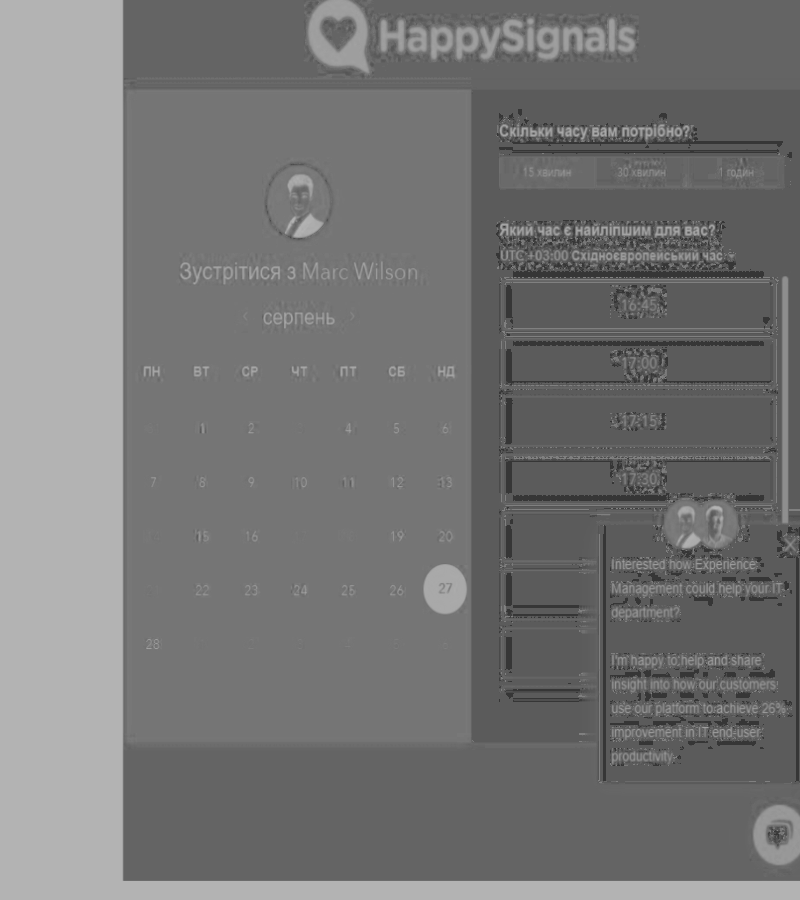 HappySignals
Зустрітися з Marc Wilson
серпень
ПН ВТ СР ЧТ ПТ СБ НД
1 2 4 5 6
7 8 9 10 11 12 13
15 16 19 20
22 23 24 25 26 27
28
Скільки часу вам потрібно?
15 хвилин 30 хвилин 1 годин
Який час є найліпшим для вас?
UTC +03:00 Східноєвропейський час
16:45
17:00
17:15
17:30
Interested how Experience
Management could help your IT
department?
I'm happy to help and share
insight into how our customers
use our platform to achieve 26%
improvement in IT end-user
productivity.